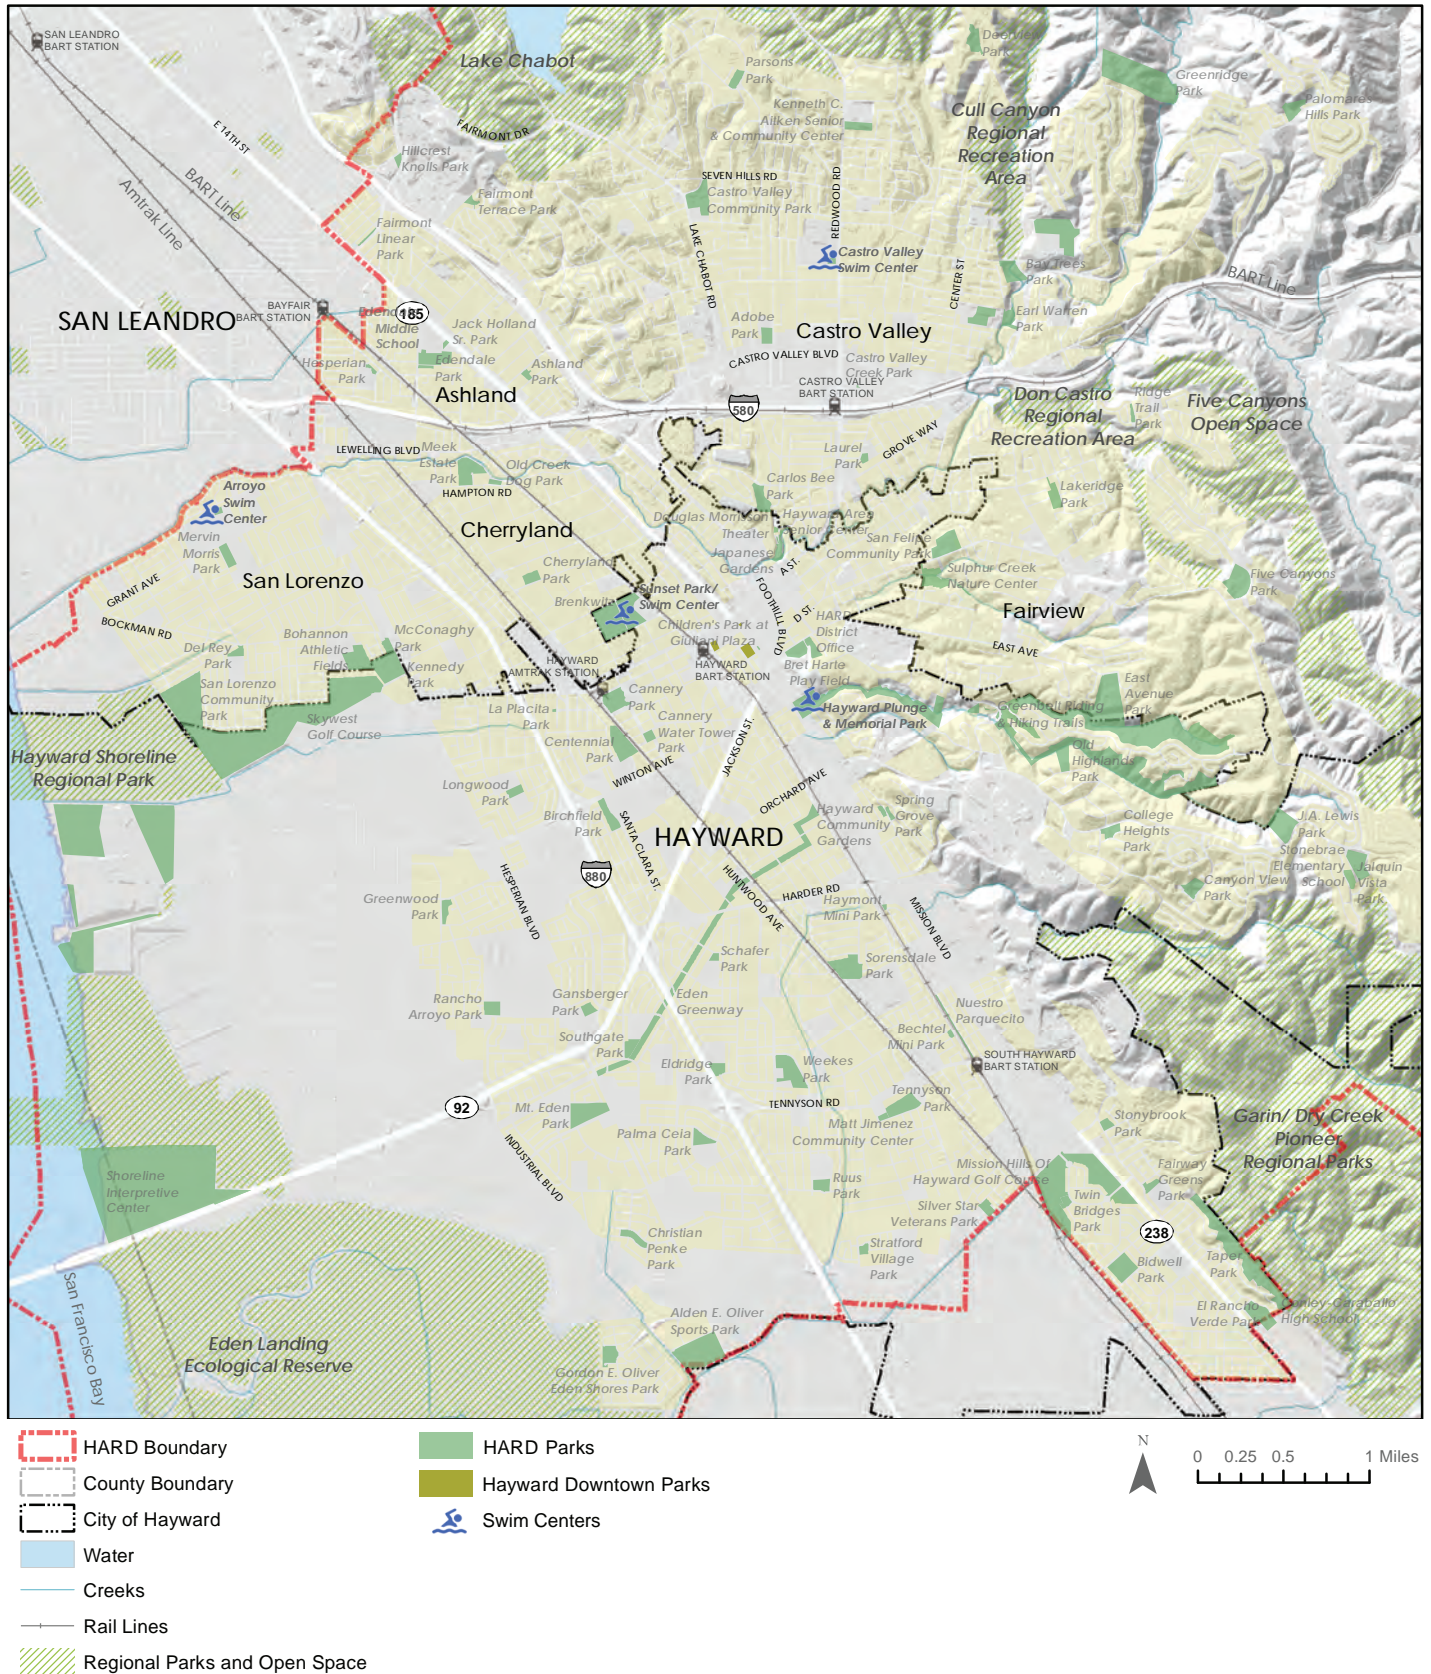 SAN LEANDRO
BART STATION
Lake Chabot
FAIRMONT DR
E 14TH ST
BART Line
Amtrak Line
Hillcrest
Knolls Park
Fairmont
Terrace Park
Fairmont
Linear
Park
Parsons
Park
Kenneth C.
Aitken Senior
& Community Center
Deerview
Park
Greenridge
Park
Palomares
Hills Park
Cull Canyon
Regional
Recreation
Area
SEVEN HILLS RD
Castro Valley
Community Park
REDWOOD RD
LAKE CHABOT RD
Castro Valley
Swim Center
CENTER ST
Bay Trees
Park
Earl Warren
Park
BART Line
SAN LEANDRO
BAYFAIR
BART STATION
185
Edendale
Middle
School
Jack Holland
Sr. Park
Hesperian
Park
Edendale
Park
Ashland
Park
Ashland
Adobe
Park
Castro Valley
CASTRO VALLEY BLVD
Castro Valley
Creek Park
CASTRO VALLEY
BART STATION
580
Don Castro
Regional
Recreation Area
Ridge
Trail
Park
Five Canyons
Open Space
LEWELLING BLVD
Meek
Estate
Park
Old Creek
Dog Park
HAMPTON RD
Laurel
Park
GROVE WAY
Carlos Bee
Park
Lakeridge
Park
Arroyo
Swim
Center
Mervin
Morris
Park
Cherryland
Douglas Morrisson
Theater
Hayward Area
Senior Center
Japanese
Gardens
San Felipe
Community Park
San Lorenzo
GRANT AVE
BOCKMAN RD
Cherryland
Park
Brenkwitz
Sunset Park/
Swim Center
A ST.
FOOTHILL BLVD
D ST.
Sulphur Creek
Nature Center
Five Canyons
Park
Fairview
EAST AVE
Children's Park at
Giuliani Plaza
HARD
District
Office
Del Rey
Park
Bohannon
Athletic
Fields
McConaghy
Park
Kennedy
Park
HAYWARD
AMTRAK STATION
HAYWARD
BART STATION
Bret Harte
Play Field
San Lorenzo
Community
Park
Skywest
Golf Course
La Placita
Park
Cannery
Park
Cannery
Water Tower
Park
Centennial
Park
Hayward Plunge
& Memorial Park
Greenbelt Riding
& Hiking Trails
East
Avenue
Park
Old
Highlands
Park
Hayward Shoreline
Regional Park
WINTON AVE
JACKSON ST.
ORCHARD AVE
Longwood
Park
Birchfield
Park
SANTA CLARA ST.
HAYWARD
Hayward
Community
Gardens
Spring
Grove
Park
College
Heights
Park
J.A. Lewis
Park
Stonebrae
Elementary
School
Jalquin
Vista
Park
Canyon View
Park
HESPERIAN BLVD
880
HUNTWOOD AVE
HARDER RD
Haymont
Mini Park
MISSION BLVD
Greenwood
Park
Schafer
Park
Sorensdale
Park
Rancho
Arroyo Park
Gansberger
Park
Eden
Greenway
Nuestro
Parquecito
Southgate
Park
Bechtel
Mini Park
SOUTH HAYWARD
BART STATION
Eldridge
Park
Weekes
Park
Tennyson
Park
TENNYSON RD
92
Mt. Eden
Park
Palma Ceia
Park
Matt Jimenez
Community Center
Stonybrook
Park
Garin/ Dry Creek
Pioneer
Regional Parks
INDUSTRIAL BLVD
Shoreline
Interpretive
Center
Ruus
Park
Mission Hills Of
Hayward Golf Course
Fairway
Greens
Park
Twin
Bridges
Park
Silver Star
Veterans Park
238
Christian
Penke
Park
Stratford
Village
Park
Bidwell
Park
Taper
Park
San Francisco Bay
Eden Landing
Ecological Reserve
Alden E. Oliver
Sports Park
El Rancho
Verde Park
Conley-Caraballo
High School
Gordon E. Oliver
Eden Shores Park
HARD Boundary
County Boundary
City of Hayward
Water
Creeks
Rail Lines
Regional Parks and Open Space
HARD Parks
Hayward Downtown Parks
Swim Centers
N
0 0.25 0.5 1 Miles